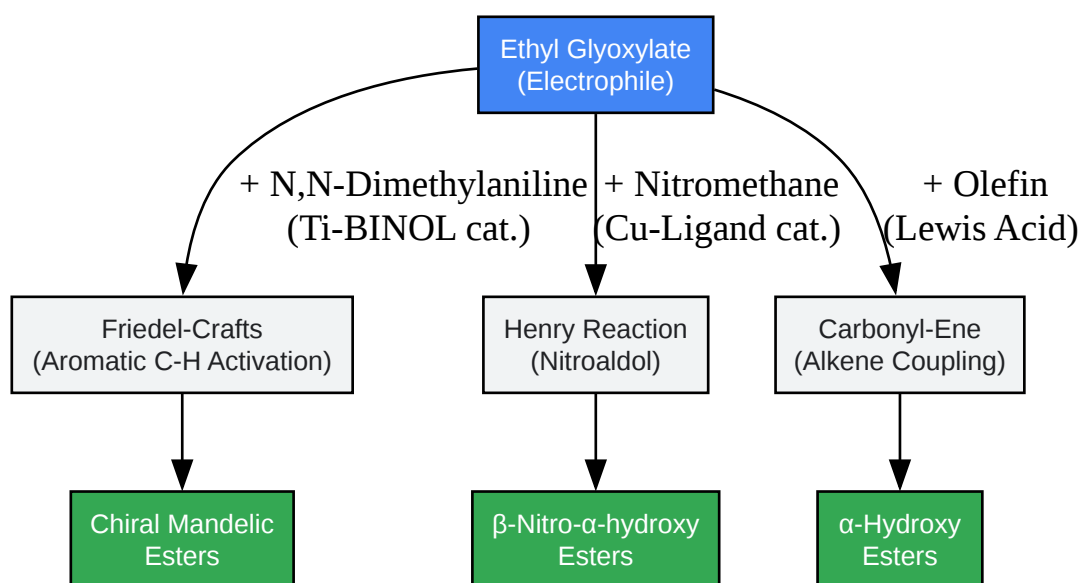 Ethyl Glyoxylate
(Electrophile)
+ N,N-Dimethylaniline
(Ti-BINOL cat.)
+ Nitromethane
(Cu-Ligand cat.)
+ Olefin
(Lewis Acid)
Friedel-Crafts
(Aromatic C-H Activation)
Henry Reaction
(Nitroaldol)
Carbonyl-Ene
(Alkene Coupling)
Chiral Mandelic
Esters
β-Nitro-α-hydroxy
Esters
α-Hydroxy
Esters